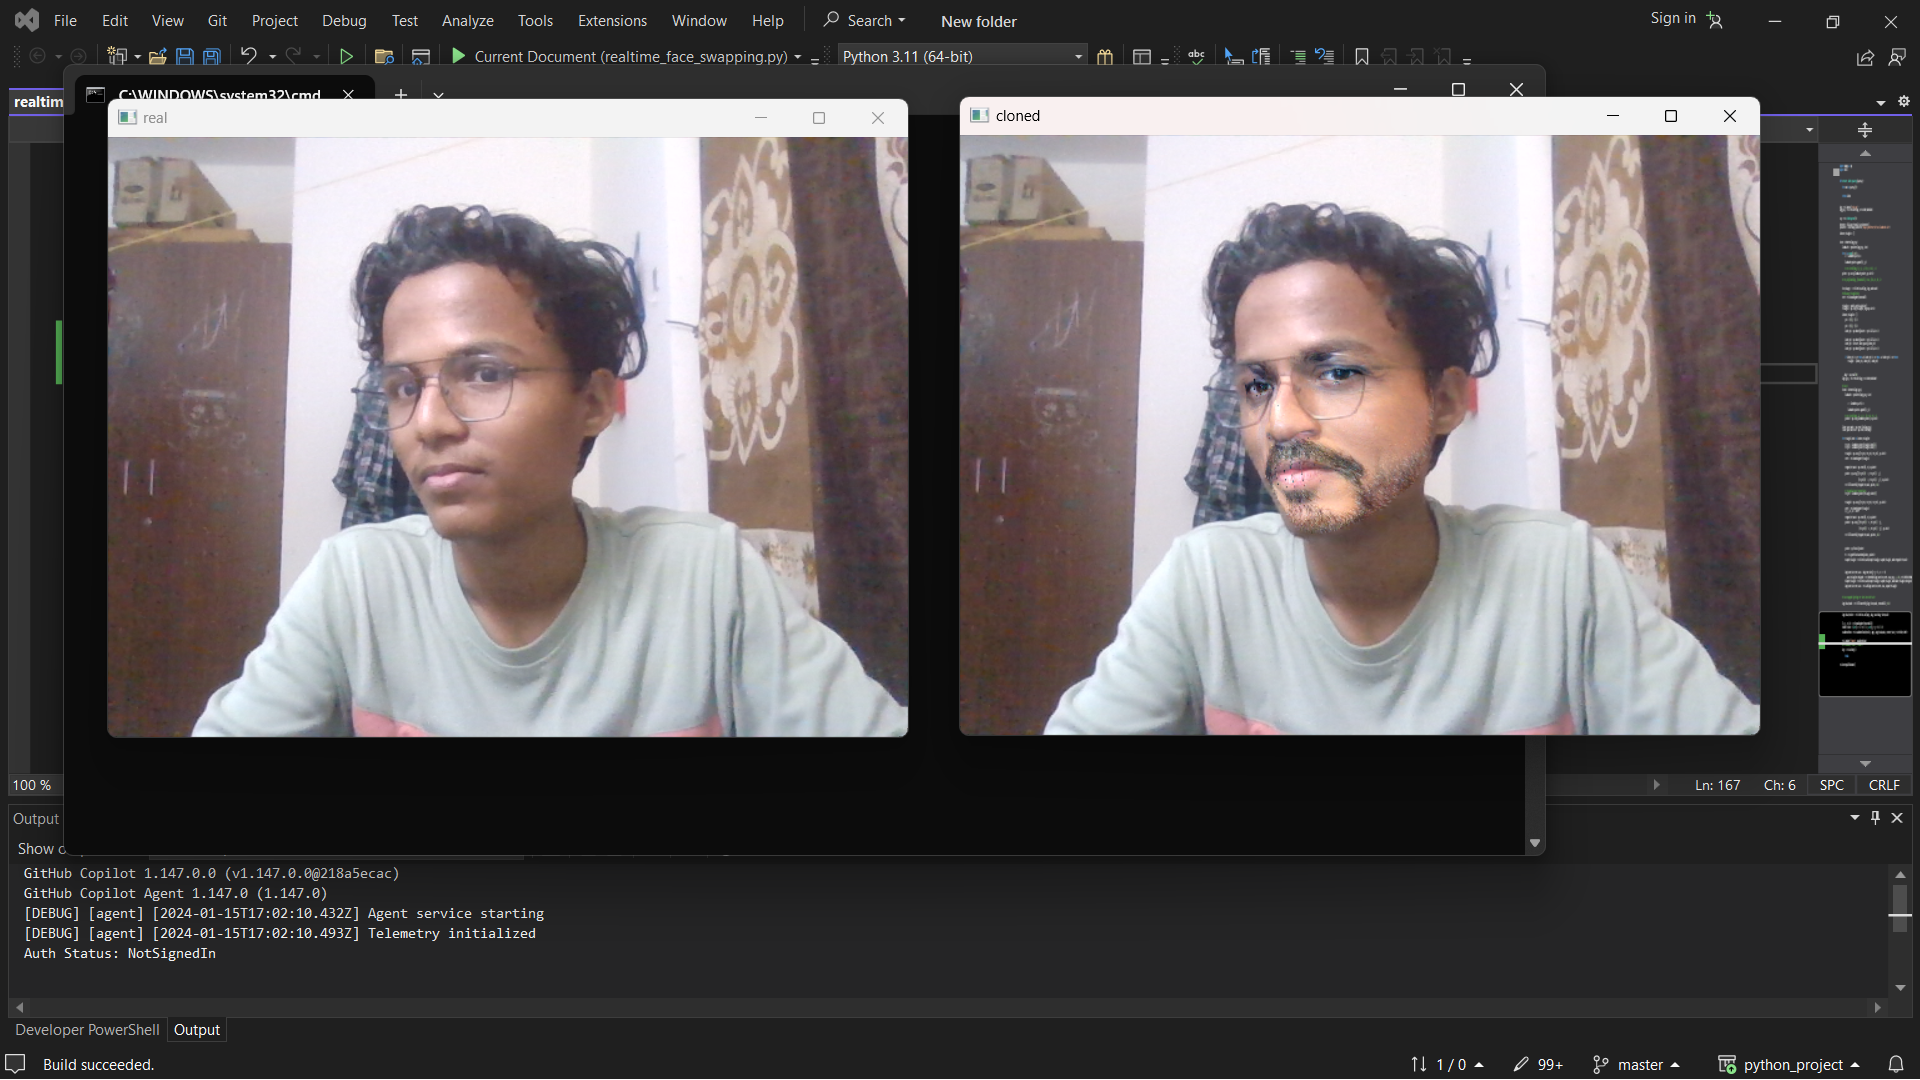 File Edit View Git Project Debug Test Analyze Tools Extensions Window Help Search New folder Sign in
Current Document (realtime_face_swapping.py) Python 3.11 (64-bit)
realtim
C:\WINDOWS\system32\cmd
real
cloned
100 %
Ln: 167 Ch: 6 SPC CRLF
Output
Show o
GitHub Copilot 1.147.0.0 (v1.147.0.0@218a5ecac)
GitHub Copilot Agent 1.147.0 (1.147.0)
[DEBUG] [agent] [2024-01-15T17:02:10.432Z] Agent service starting
[DEBUG] [agent] [2024-01-15T17:02:10.493Z] Telemetry initialized
Auth Status: NotSignedIn
Developer PowerShell Output
Build succeeded. 1 / 0 99+ master python_project